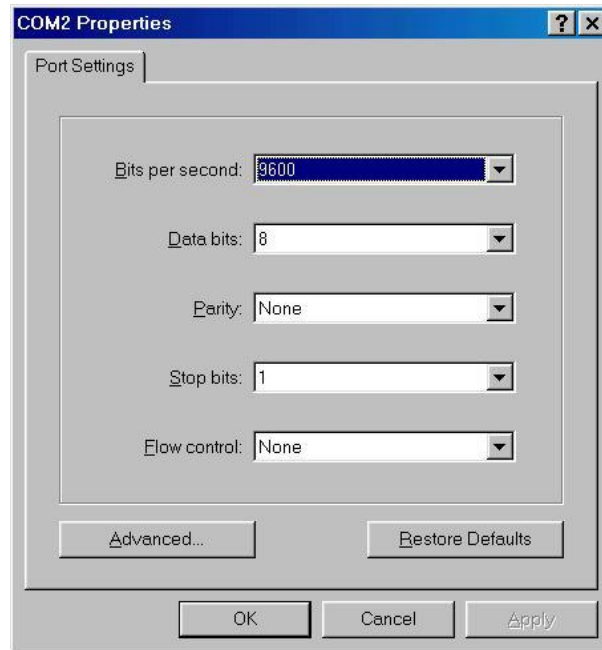 COM2 Properties
Port Settings
Bits per second: 9600
Data bits: 8
Parity: None
Stop bits: 1
Flow control: None
Advanced... Restore Defaults
OK Cancel Apply